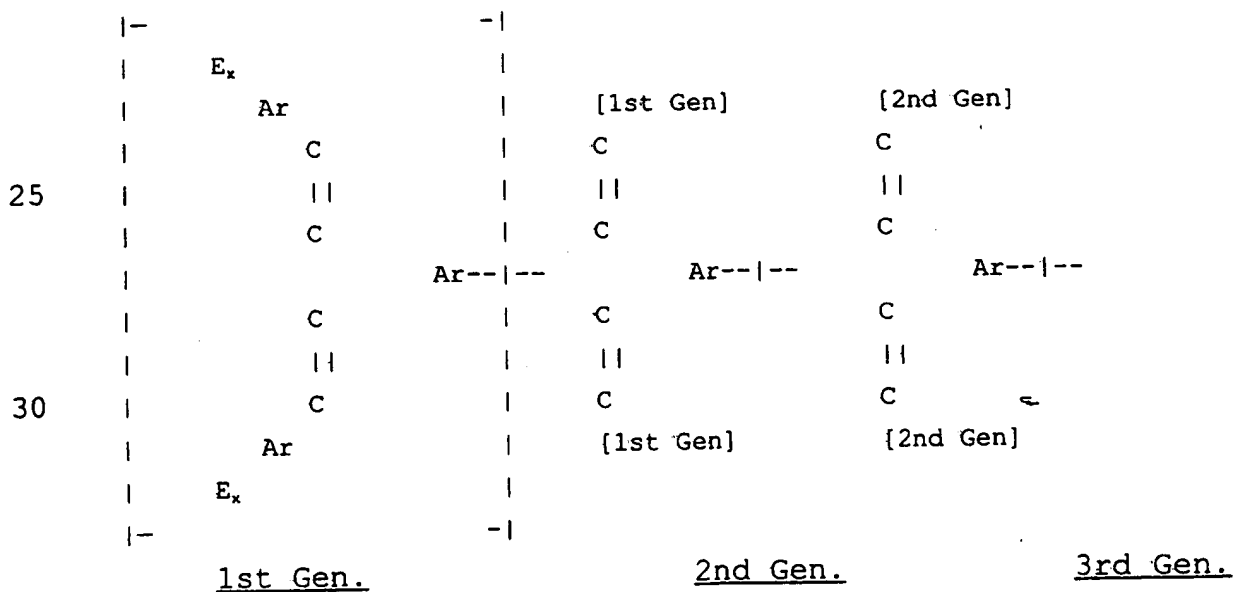 |- -|
| Eₓ |
| Ar | [1st Gen] [2nd Gen]
| C | C C
25 | || | || ||
| C | C C
| Ar--|-- Ar--|-- Ar--|--
| C | C C
| || | || ||
30 | C | C C
| Ar | [1st Gen] [2nd Gen]
| Eₓ |
|- -|
1st Gen. 2nd Gen. 3rd Gen.